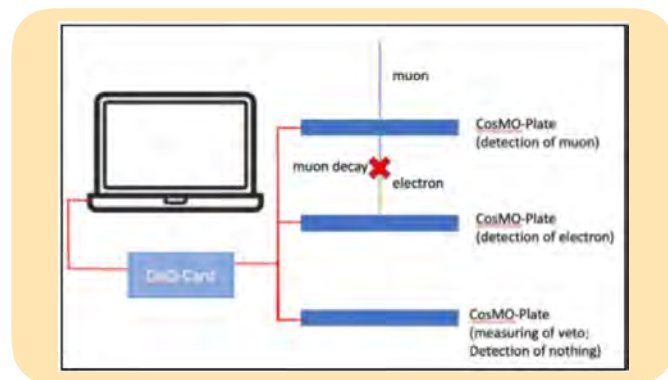 muon
CosMO-Plate
(detection of muon)
muon decay
electron
CosMO-Plate
(detection of electron)
DAQ-Card
CosMO-Plate
(measuring of veto;
Detection of nothing)